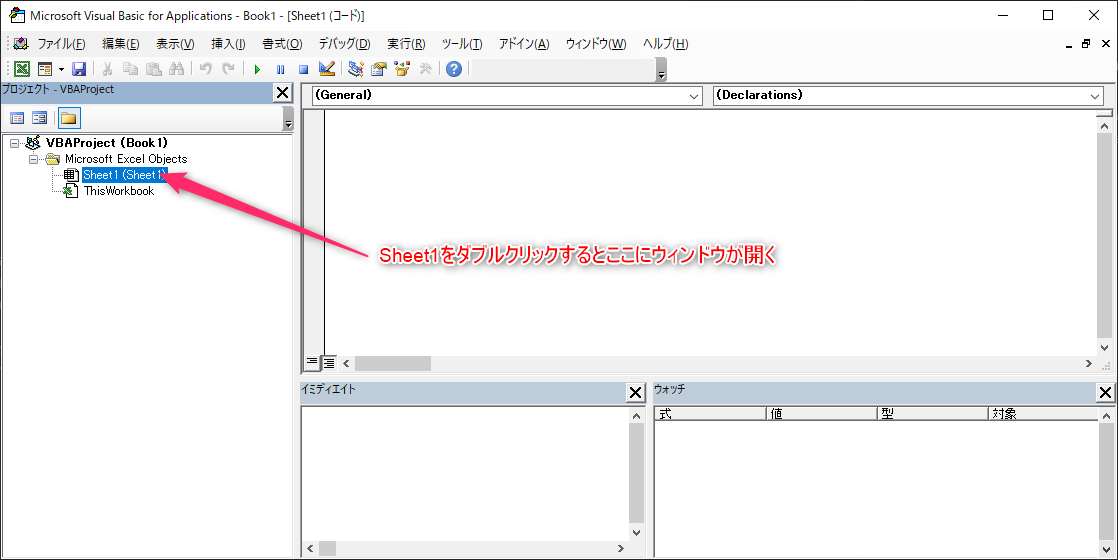 Microsoft Visual Basic for Applications - Book1 - [Sheet1 (コード)]
ファイル(F) 編集(E) 表示(V) 挿入(I) 書式(O) デバッグ(D) 実行(R) ツール(T) アドイン(A) ウィンドウ(W) ヘルプ(H)
プロジェクト - VBAProject
(General) (Declarations)
VBAProject (Book1)
Microsoft Excel Objects
Sheet1 (Sheet1)
ThisWorkbook
Sheet1をダブルクリックするとここにウィンドウが開く
イミディエイト
ウォッチ
式 値 型 対象